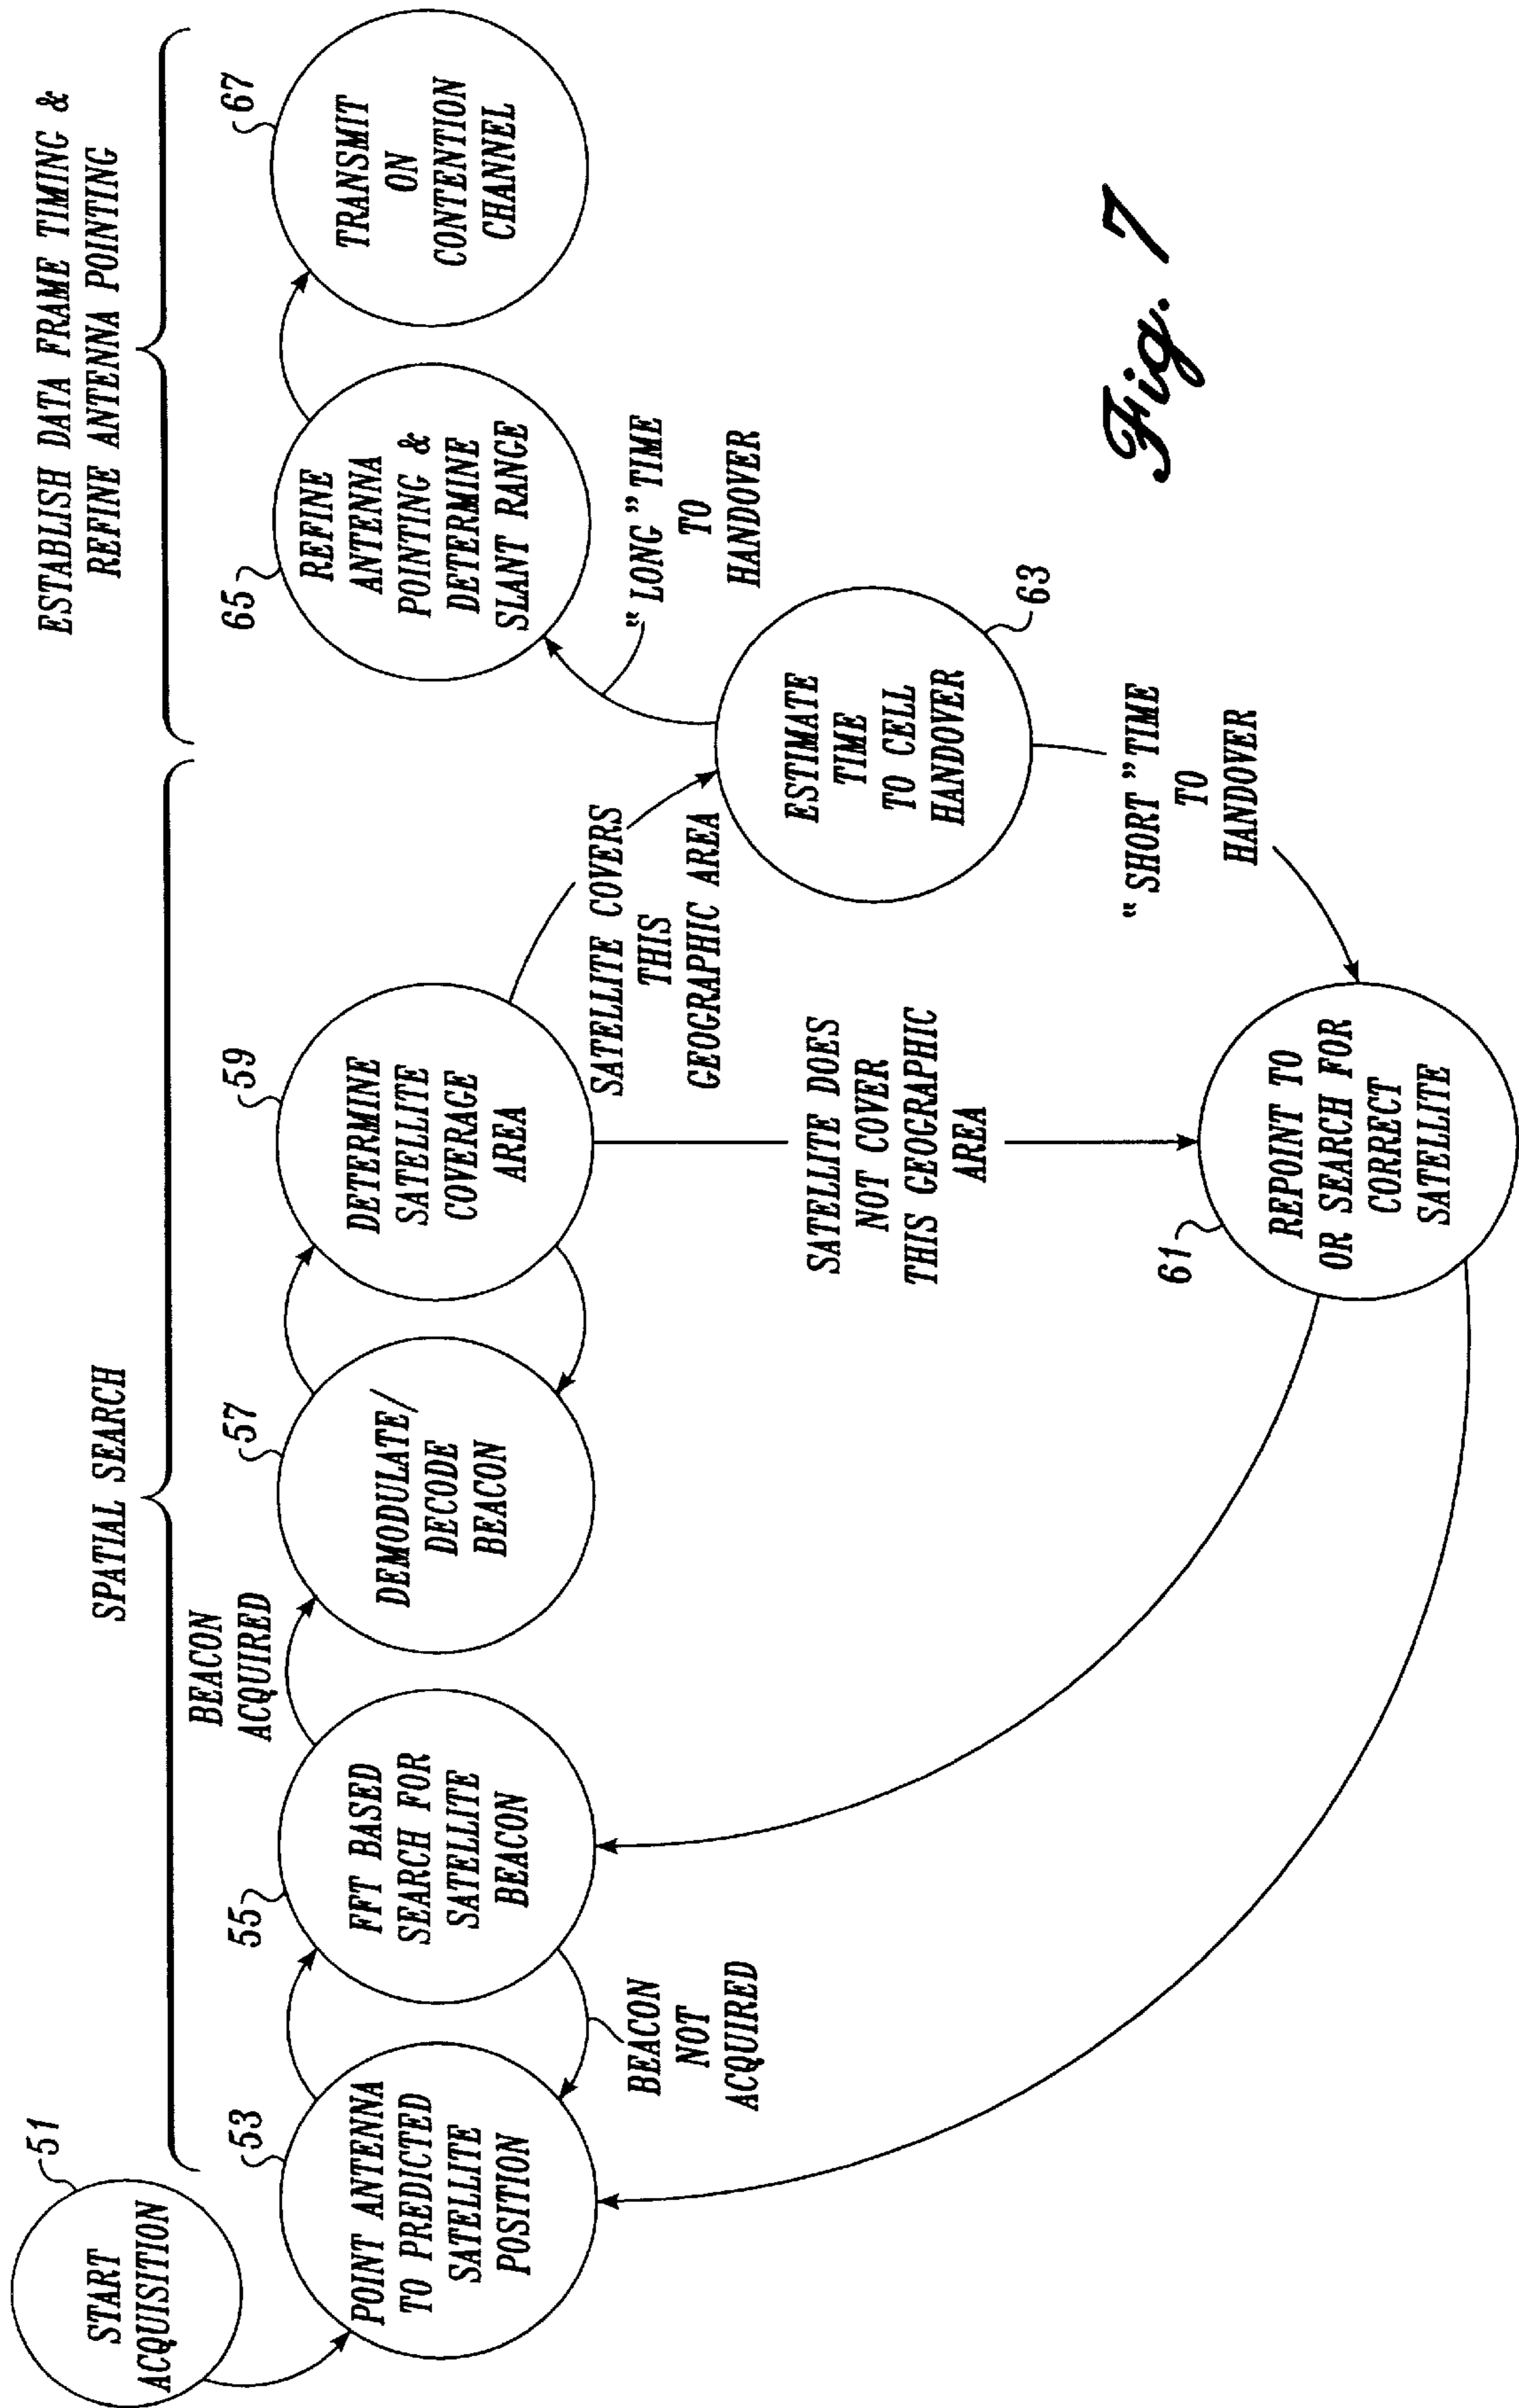 ESTABLISH DATA FRAME TIMING &
REFINE ANTENNA POINTING
SPATIAL SEARCH
51
START
ACQUISITION
53
POINT ANTENNA
TO PREDICTED
SATELLITE
POSITION
BEACON
NOT
ACQUIRED
55
FFT BASED
SEARCH FOR
SATELLITE
BEACON
BEACON
ACQUIRED
57
DEMODULATE/
DECODE
BEACON
59
DETERMINE
SATELLITE
COVERAGE
AREA
SATELLITE COVERS
THIS
GEOGRAPHIC AREA
SATELLITE DOES
NOT COVER
THIS GEOGRAPHIC
AREA
61
REPOINT TO
OR SEARCH FOR
CORRECT
SATELLITE
ESTIMATE
TIME
TO CELL
HANDOVER
63
"SHORT" TIME
TO
HANDOVER
"LONG" TIME
TO
HANDOVER
65
REFINE
ANTENNA
POINTING &
DETERMINE
SLANT RANGE
67
TRANSMIT
ON
CONTENTION
CHANNEL
Fig. 7